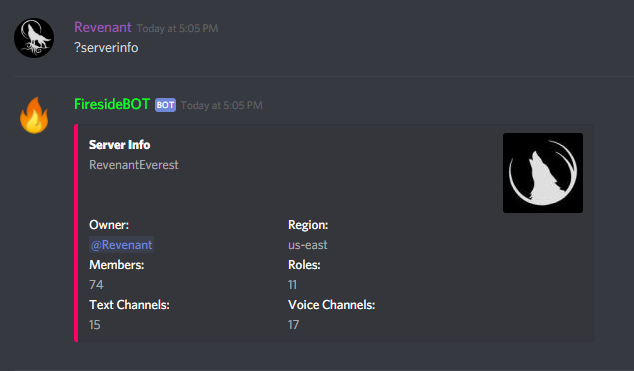 Revenant Today at 5:05 PM
?serverinfo
FiresideBOT BOT Today at 5:05 PM
Server Info
RevenantEverest
Owner: Region:
@Revenant us-east
Members: Roles:
74 11
Text Channels: Voice Channels:
15 17